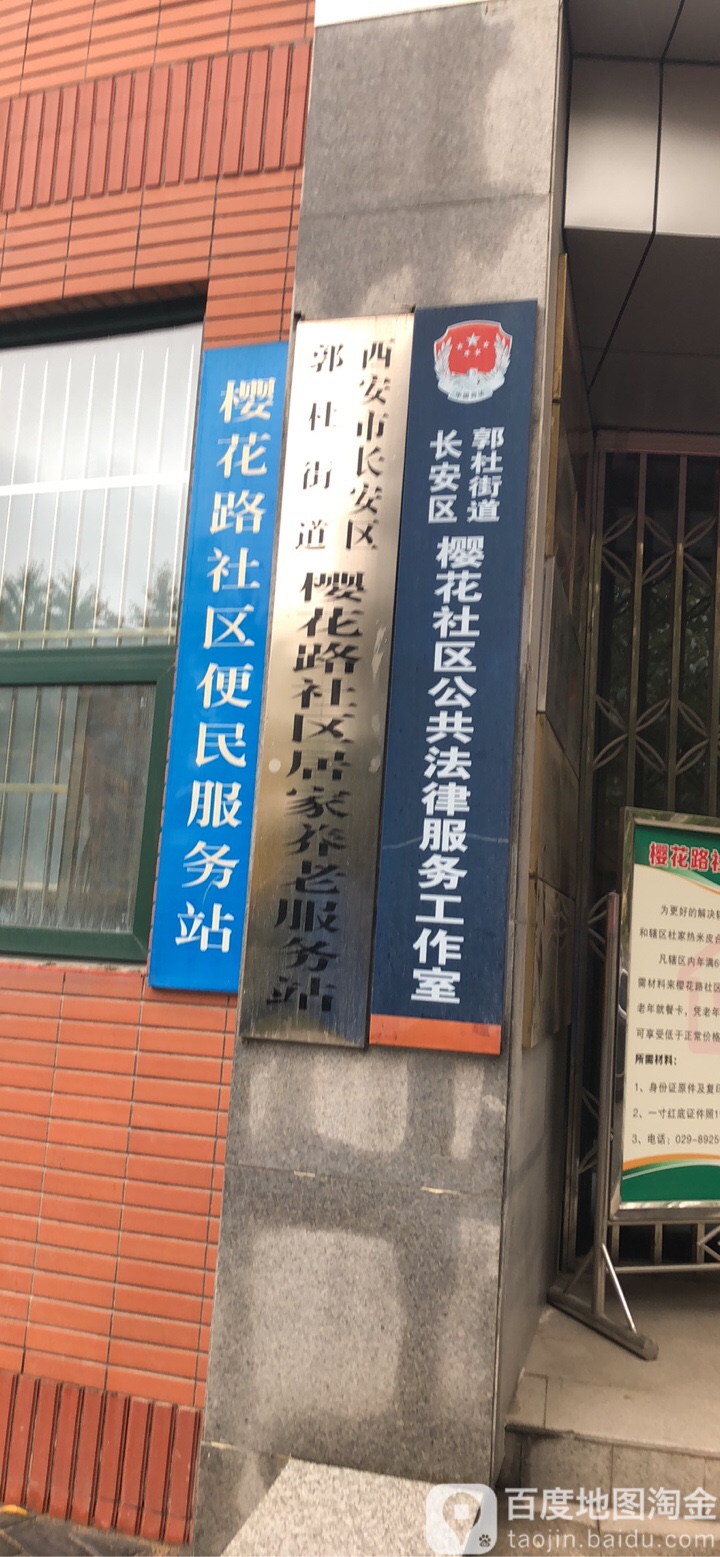 樱花路社区便民服务站
西安市长安区
郭杜街道
樱花路社区居家养老服务站
郭杜街道
长安区
樱花社区公共法律服务工作室
樱花路社
为更好的解决辖
和辖区杜家热米皮合
凡辖区内年满6
需材料来樱花路社区
老年就餐卡，凭老年
可享受低于正常价格
所需材料：
1、身份证原件及复印
2、一寸红底证件照1
3、电话：029-8925
百度地图淘金
taojin.baidu.com